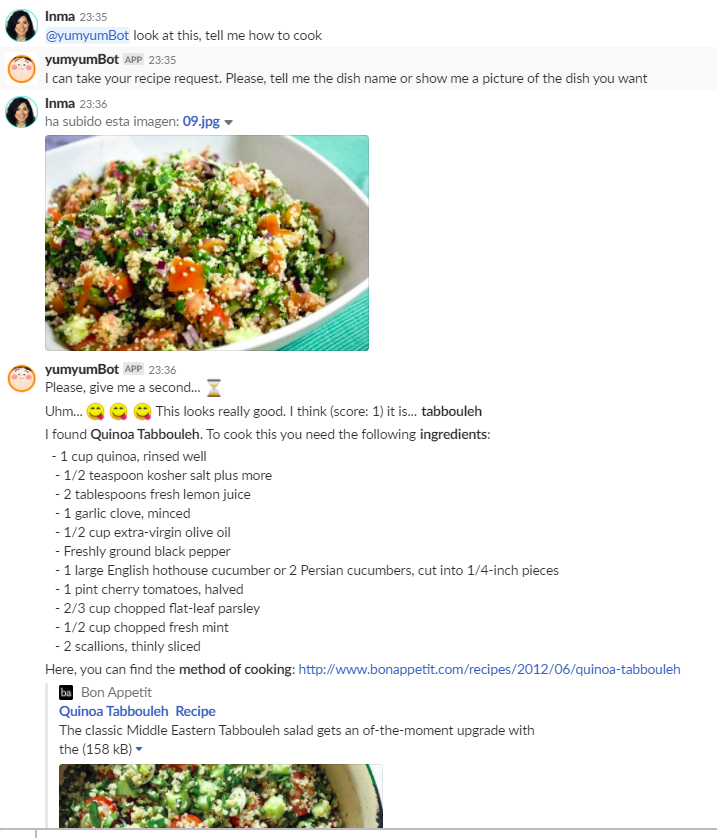 Inma 23:35
@yumyumBot look at this, tell me how to cook
yumyumBot APP 23:35
I can take your recipe request. Please, tell me the dish name or show me a picture of the dish you want
Inma 23:36
ha subido esta imagen: 09.jpg
yumyumBot APP 23:36
Please, give me a second...
Uhm... This looks really good. I think (score: 1) it is... tabbouleh
I found Quinoa Tabbouleh. To cook this you need the following ingredients:
- 1 cup quinoa, rinsed well
- 1/2 teaspoon kosher salt plus more
- 2 tablespoons fresh lemon juice
- 1 garlic clove, minced
- 1/2 cup extra-virgin olive oil
- Freshly ground black pepper
- 1 large English hothouse cucumber or 2 Persian cucumbers, cut into 1/4-inch pieces
- 1 pint cherry tomatoes, halved
- 2/3 cup chopped flat-leaf parsley
- 1/2 cup chopped fresh mint
- 2 scallions, thinly sliced
Here, you can find the method of cooking: http://www.bonappetit.com/recipes/2012/06/quinoa-tabbouleh
ba Bon Appetit
Quinoa Tabbouleh Recipe
The classic Middle Eastern Tabbouleh salad gets an of-the-moment upgrade with
the (158 kB)